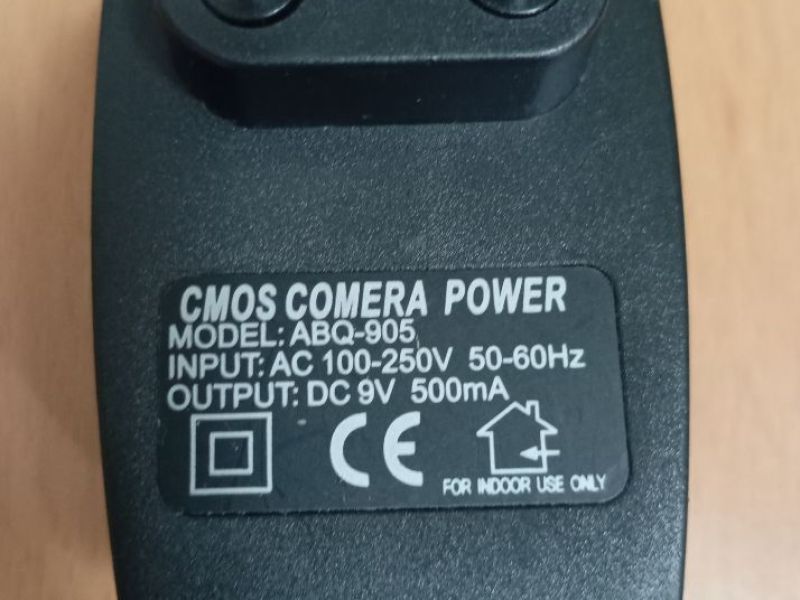 CMOS COMERA POWER
MODEL: ABQ-905
INPUT: AC 100-250V 50-60Hz
OUTPUT: DC 9V 500mA
CE
FOR INDOOR USE ONLY